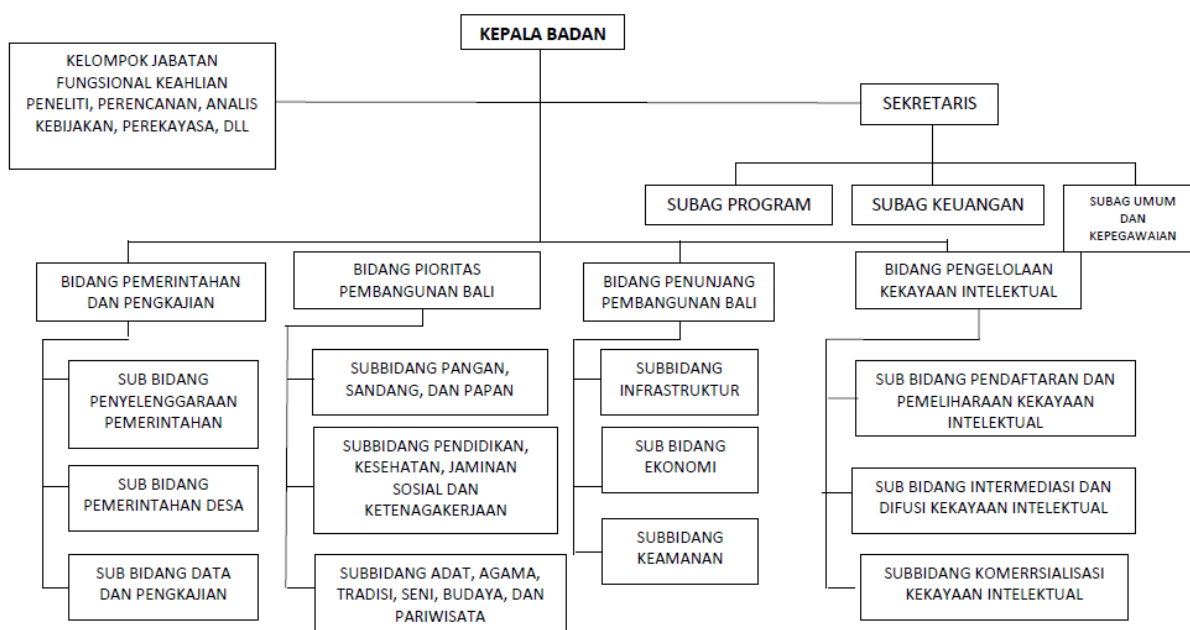 KEPALA BADAN
KELOMPOK JABATAN
FUNGSIONAL KEAHLIAN
PENELITI, PERENCANAN, ANALIS
KEBIJAKAN, PEREKAYASA, DLL
SEKRETARIS
SUBAG PROGRAM
SUBAG KEUANGAN
SUBAG UMUM
DAN
KEPEGAWAIAN
BIDANG PEMERINTAHAN
DAN PENGKAJIAN
BIDANG PIORITAS
PEMBANGUNAN BALI
BIDANG PENUNJANG
PEMBANGUNAN BALI
BIDANG PENGELOLAAN
KEKAYAAN INTELEKTUAL
SUB BIDANG
PENYELENGGARAAN
PEMERINTAHAN
SUB BIDANG
PEMERINTAHAN DESA
SUB BIDANG DATA
DAN PENGKAJIAN
SUBBIDANG PANGAN,
SANDANG, DAN PAPAN
SUBBIDANG PENDIDIKAN,
KESEHATAN, JAMINAN
SOSIAL DAN
KETENAGAKERJAAN
SUBBIDANG ADAT, AGAMA,
TRADISI, SENI, BUDAYA, DAN
PARIWISATA
SUBBIDANG
INFRASTRUKTUR
SUB BIDANG
EKONOMI
SUBBIDANG
KEAMANAN
SUB BIDANG PENDAFTARAN DAN
PEMELIHARAAN KEKAYAAN
INTELEKTUAL
SUB BIDANG INTERMEDIASI DAN
DIFUSI KEKAYAAN INTELEKTUAL
SUBBIDANG KOMERRSIALISASI
KEKAYAAN INTELEKTUAL